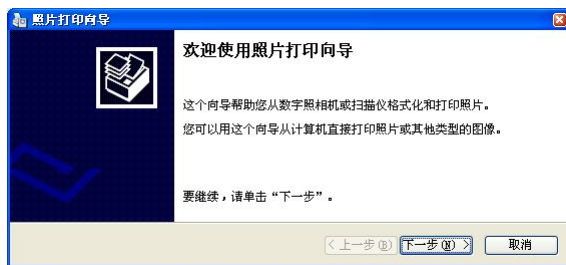 照片打印向导
欢迎使用照片打印向导
这个向导帮助您从数字照相机或扫描仪格式化和打印照片。
您可以用这个向导从计算机直接打印照片或其他类型的图像。
要继续，请单击“下一步”。
< 上一步(B) 下一步(N) > 取消